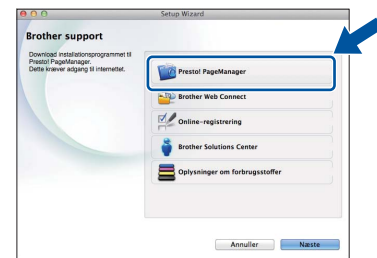 Setup Wizard
Brother support
Download installationsprogrammet til
Presto! PageManager.
Dette kræver adgang til internettet.
Presto! PageManager
Brother Web Connect
Online-registrering
Brother Solutions Center
Oplysninger om forbrugsstoffer
Annuller
Næste